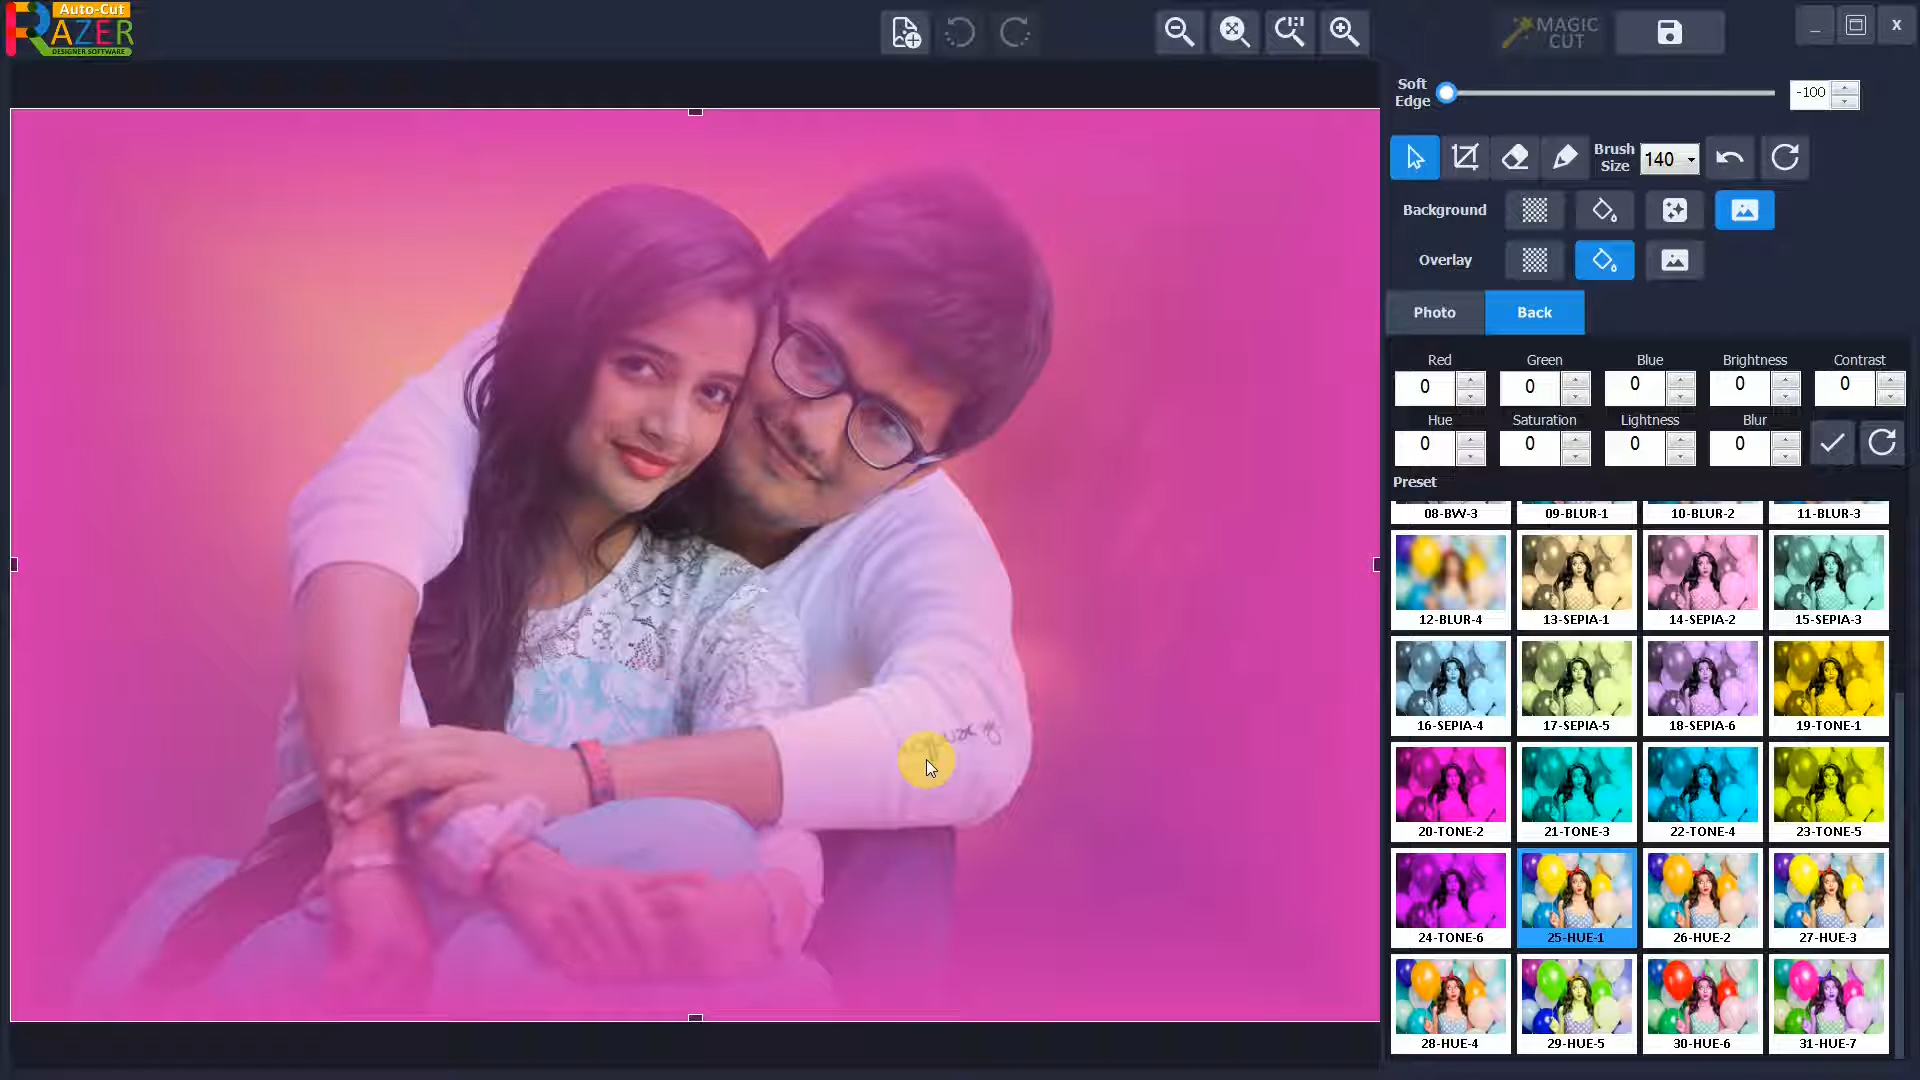 Auto-Cut
RAZER
DESIGNER SOFTWARE
MAGIC
CUT
_
x
Soft
Edge
-100
Brush
Size
140
Background
Overlay
Photo
Back
Red
Green
Blue
Brightness
Contrast
0
0
0
0
0
Hue
Saturation
Lightness
Blur
0
0
0
0
Preset
08-BW-3
09-BLUR-1
10-BLUR-2
11-BLUR-3
12-BLUR-4
13-SEPIA-1
14-SEPIA-2
15-SEPIA-3
16-SEPIA-4
17-SEPIA-5
18-SEPIA-6
19-TONE-1
20-TONE-2
21-TONE-3
22-TONE-4
23-TONE-5
24-TONE-6
25-HUE-1
26-HUE-2
27-HUE-3
28-HUE-4
29-HUE-5
30-HUE-6
31-HUE-7